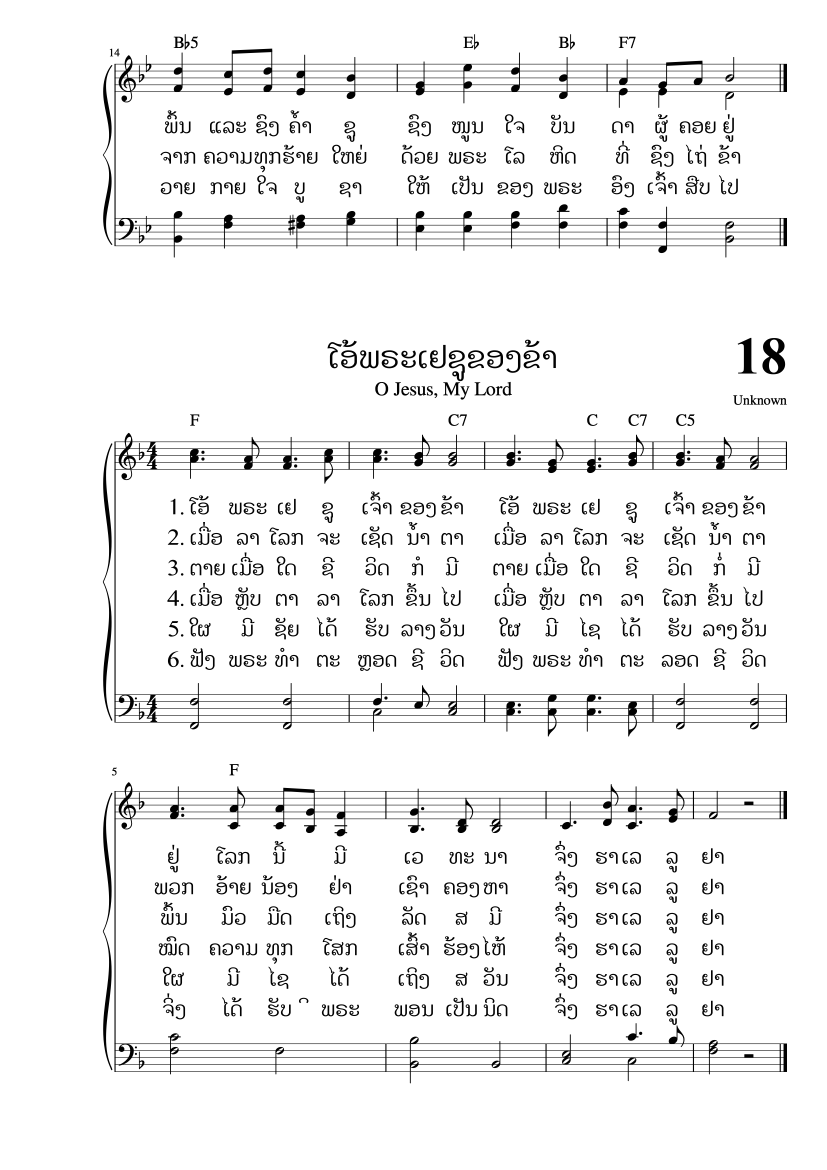 14 B♭5 E♭ B♭ F7
ພົ້ນ ແລະ ຊົງ ຄ້ຳ ຊູ ຊົງ ໜູນ ໃຈ ບັນ ດາ ຜູ້ ຄອຍ ຢູ່
ຈາກ ຄວາມ ທຸກ ຮ້າຍ ໃຫຍ່ ດ້ວຍ ພຣະ ໂລ ຫິດ ທີ່ ຊົງ ໄຖ່ ຂ້າ
ວາຍ ກາຍ ໃຈ ບູ ຊາ ໃຫ້ ເປັນ ຂອງ ພຣະ ອົງ ເຈົ້າ ສືບ ໄປ
ໂອ້ພຣະເຢຊູຂອງຂ້າ
18
O Jesus, My Lord
Unknown
F C7 C C7 C5
1. ໂອ້ ພຣະ ເຢ ຊູ ເຈົ້າ ຂອງ ຂ້າ ໂອ້ ພຣະ ເຢ ຊູ ເຈົ້າ ຂອງ ຂ້າ
2. ເມື່ອ ລາ ໂລກ ຈະ ເຊັດ ນ້ຳ ຕາ ເມື່ອ ລາ ໂລກ ຈະ ເຊັດ ນ້ຳ ຕາ
3. ຕາຍ ເມື່ອ ໃດ ຊີ ວິດ ກໍ ມີ ຕາຍ ເມື່ອ ໃດ ຊີ ວິດ ກໍ່ ມີ
4. ເມື່ອ ຫຼັບ ຕາ ລາ ໂລກ ຂຶ້ນ ໄປ ເມື່ອ ຫຼັບ ຕາ ລາ ໂລກ ຂຶ້ນ ໄປ
5. ໃຜ ມີ ຊັຍ ໄດ້ ຮັບ ລາງ ວັນ ໃຜ ມີ ໄຊ ໄດ້ ຮັບ ລາງ ວັນ
6. ຟັງ ພຣະ ທຳ ຕະ ຫຼອດ ຊີ ວິດ ຟັງ ພຣະ ທຳ ຕະ ລອດ ຊີ ວິດ
5 F
ຢູ່ ໂລກ ນີ້ ມີ ເວ ທະ ນາ ຈຶ່ງ ຮາ ເລ ລູ ຢາ
ພວກ ອ້າຍ ນ້ອງ ຢ່າ ເຊົາ ຄອງ ຫາ ຈຶ່ງ ຮາ ເລ ລູ ຢາ
ພົ້ນ ມົວ ມືດ ເຖິງ ລັດ ສ ມີ ຈຶ່ງ ຮາ ເລ ລູ ຢາ
ໝົດ ຄວາມ ທຸກ ໂສກ ເສົ້າ ຮ້ອງ ໄຫ້ ຈຶ່ງ ຮາ ເລ ລູ ຢາ
ໃຜ ມີ ໄຊ ໄດ້ ເຖິງ ສ ວັນ ຈຶ່ງ ຮາ ເລ ລູ ຢາ
ຈິ່ງ ໄດ້ ຮັບ ິ ພຣະ ພອນ ເປັນ ນິດ ຈຶ່ງ ຮາ ເລ ລູ ຢາ